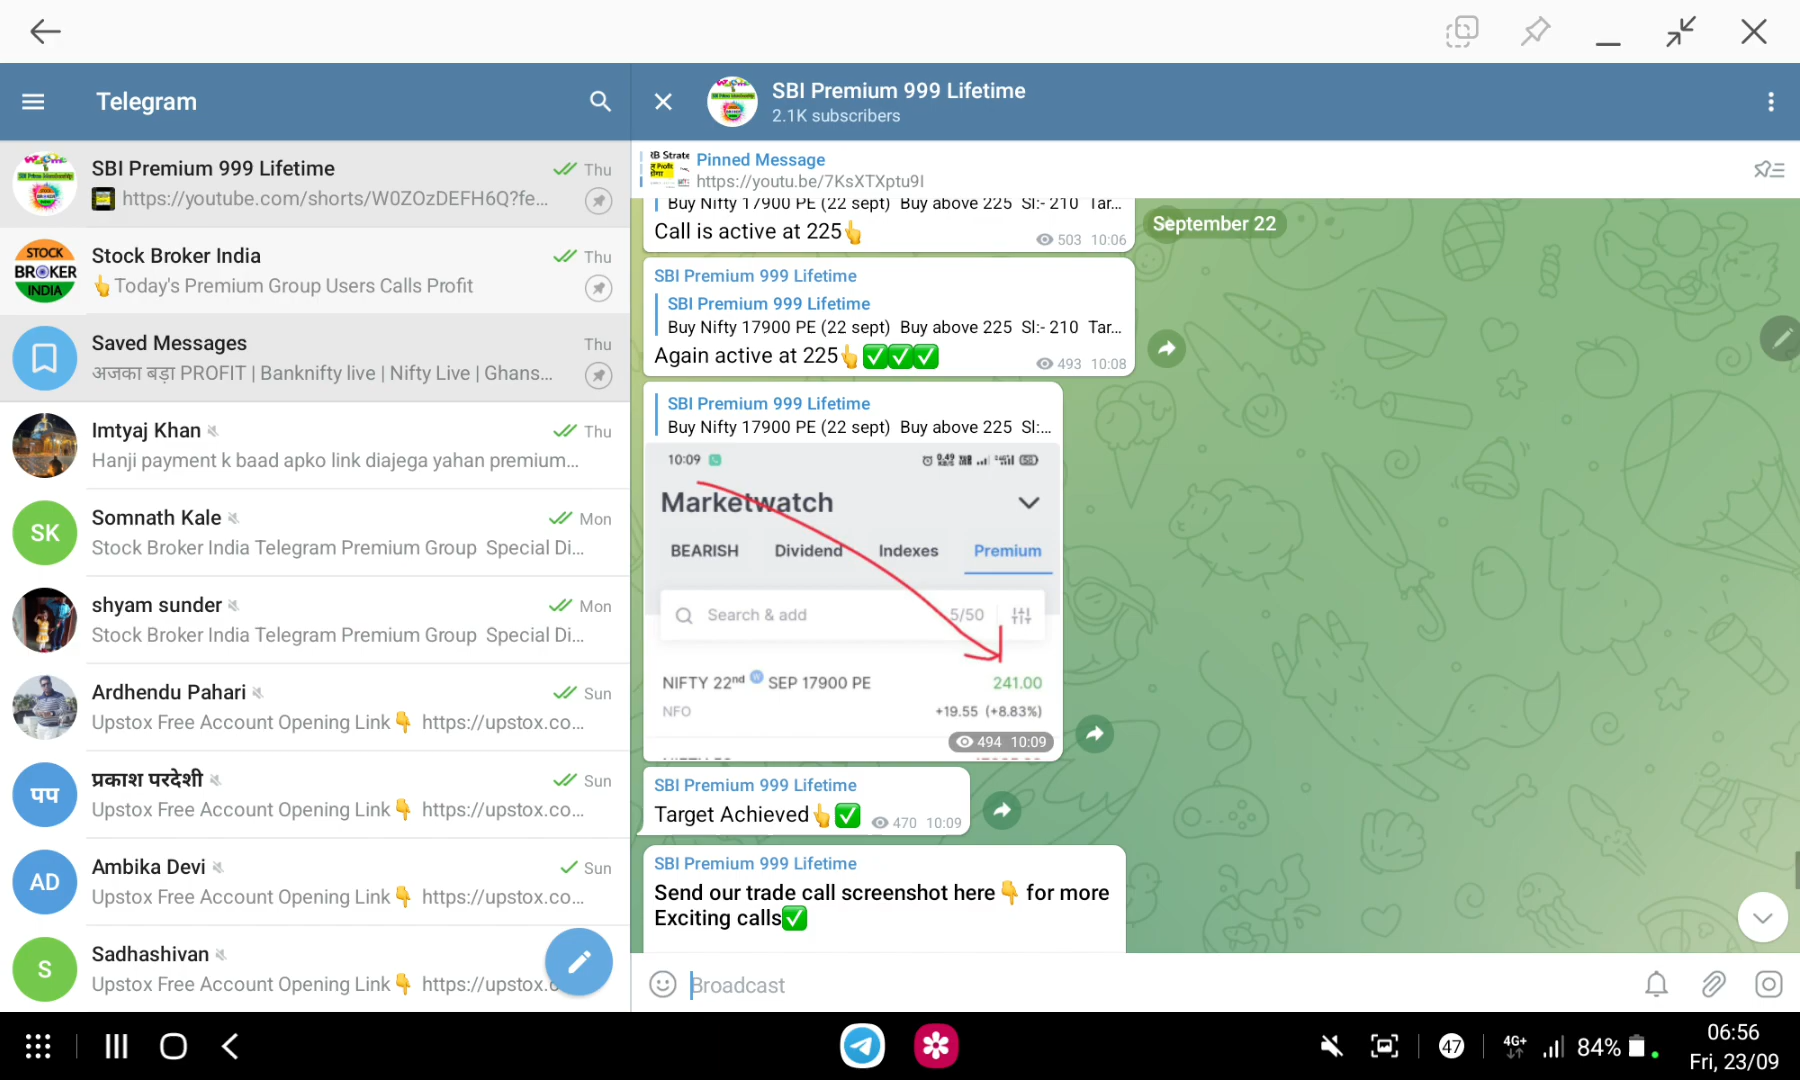 Telegram
SBI Premium 999 Lifetime
Thu
https://youtube.com/shorts/W0ZOzDEFH6Q?fe...
STOCK
BROKER
INDIA
Stock Broker India
Thu
👆Today's Premium Group Users Calls Profit
Saved Messages
Thu
अजका बड़ा PROFIT | Banknifty live | Nifty Live | Ghans...
Imtyaj Khan
Thu
Hanji payment k baad apko link diajega yahan premium...
SK
Somnath Kale
Mon
Stock Broker India Telegram Premium Group Special Di...
shyam sunder
Mon
Stock Broker India Telegram Premium Group Special Di...
Ardhendu Pahari
Sun
Upstox Free Account Opening Link👇 https://upstox.co...
पप
प्रकाश परदेशी
Sun
Upstox Free Account Opening Link👇 https://upstox.co...
AD
Ambika Devi
Sun
Upstox Free Account Opening Link👇 https://upstox.co...
S
Sadhashivan
Upstox Free Account Opening Link👇 https://upstox.c
SBI Premium 999 Lifetime
2.1K subscribers
Pinned Message
https://youtu.be/7KsXTXptu9I
September 22
Buy Nifty 17900 PE (22 sept) Buy above 225 Sl:- 210 Tar...
Call is active at 225👆
503 10:06
SBI Premium 999 Lifetime
SBI Premium 999 Lifetime
Buy Nifty 17900 PE (22 sept) Buy above 225 Sl:- 210 Tar...
Again active at 225👆✅✅✅
493 10:08
SBI Premium 999 Lifetime
Buy Nifty 17900 PE (22 sept) Buy above 225 Sl:...
10:09
Marketwatch
BEARISH Dividend Indexes Premium
Search & add 5/50
NIFTY 22nd W SEP 17900 PE 241.00
NFO +19.55 (+8.83%)
494 10:09
SBI Premium 999 Lifetime
Target Achieved👆✅
470 10:09
SBI Premium 999 Lifetime
Send our trade call screenshot here👇 for more
Exciting calls✅
Broadcast
47
4G+
84%
06:56
Fri, 23/09